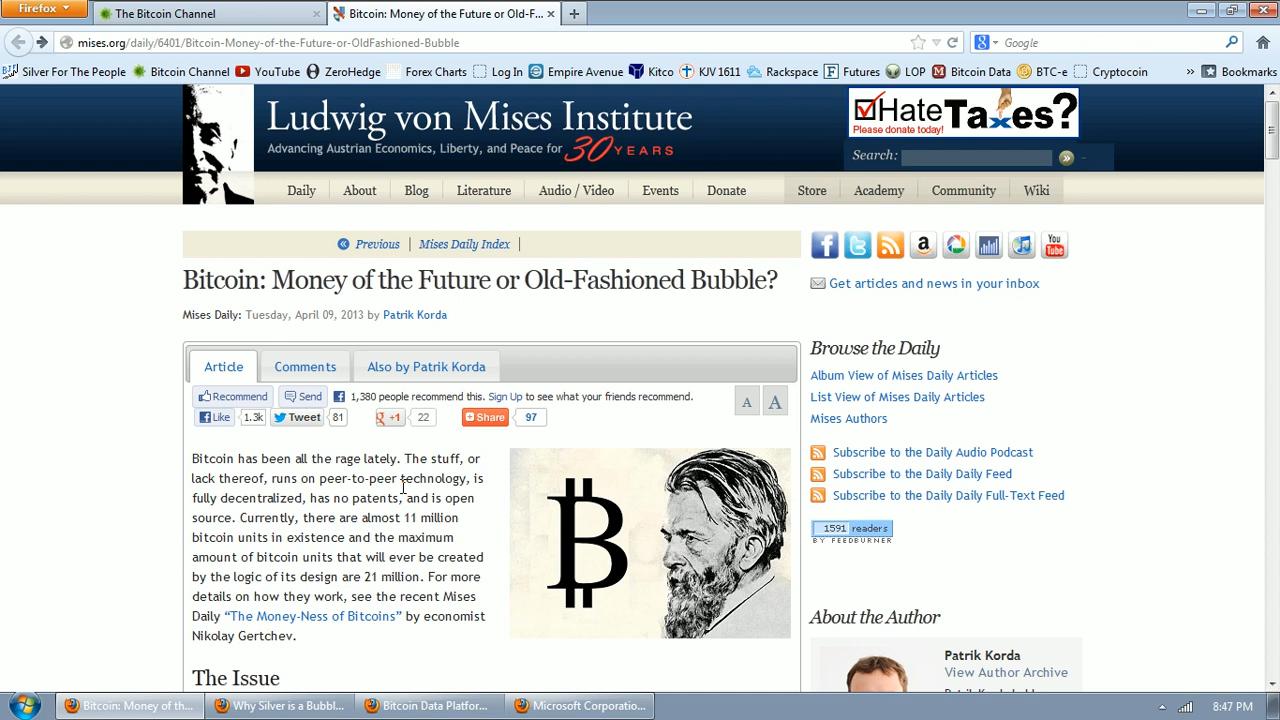 Firefox
The Bitcoin Channel
Bitcoin: Money of the Future or Old-F...
mises.org/daily/6401/Bitcoin-Money-of-the-Future-or-OldFashioned-Bubble
Google
Silver For The People
Bitcoin Channel
YouTube
ZeroHedge
Forex Charts
Log In
Empire Avenue
Kitco
KJV 1611
Rackspace
Futures
LOP
Bitcoin Data
BTC-e
Cryptocoin
Bookmarks
Ludwig von Mises Institute
Advancing Austrian Economics, Liberty, and Peace for 30 YEARS
Hate Taxes?
Please donate today!
Search:
Daily
About
Blog
Literature
Audio / Video
Events
Donate
Store
Academy
Community
Wiki
Previous | Mises Daily Index |
Bitcoin: Money of the Future or Old-Fashioned Bubble?
Mises Daily: Tuesday, April 09, 2013 by Patrik Korda
Article
Comments
Also by Patrik Korda
Recommend
Send
1,380 people recommend this. Sign Up to see what your friends recommend.
A
A
Like
1.3k
Tweet
81
+1
22
Share
97
Bitcoin has been all the rage lately. The stuff, or
lack thereof, runs on peer-to-peer technology, is
fully decentralized, has no patents, and is open
source. Currently, there are almost 11 million
bitcoin units in existence and the maximum
amount of bitcoin units that will ever be created
by the logic of its design are 21 million. For more
details on how they work, see the recent Mises
Daily “The Money-Ness of Bitcoins” by economist
Nikolay Gertchev.
The Issue
You Tube
Get articles and news in your inbox
Browse the Daily
Album View of Mises Daily Articles
List View of Mises Daily Articles
Mises Authors
Subscribe to the Daily Audio Podcast
Subscribe to the Daily Daily Feed
Subscribe to the Daily Daily Full-Text Feed
1591 readers
BY FEEDBURNER
About the Author
Patrik Korda
View Author Archive
Bitcoin: Money of th...
Why Silver is a Bubbl...
Bitcoin Data Platfor...
Microsoft Corporatio...
8:47 PM